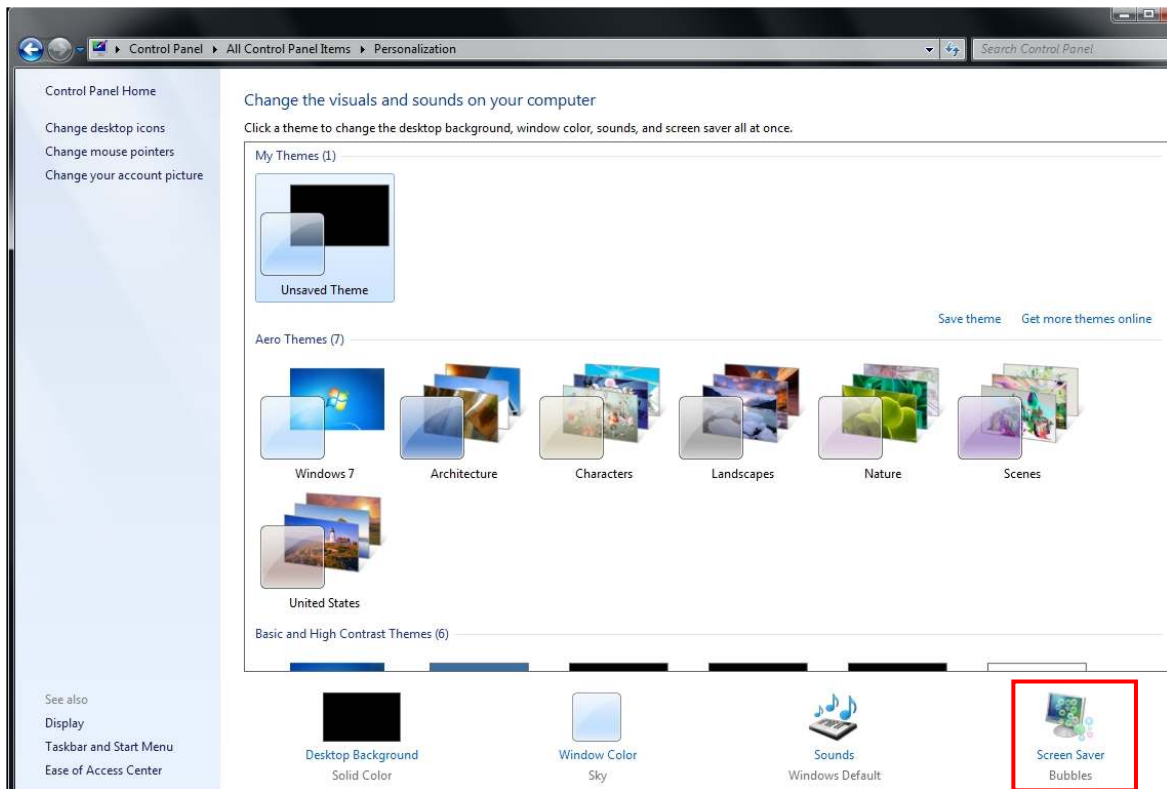 Control Panel All Control Panel Items Personalization
Search Control Panel
Control Panel Home
Change desktop icons
Change mouse pointers
Change your account picture
Change the visuals and sounds on your computer
Click a theme to change the desktop background, window color, sounds, and screen saver all at once.
My Themes (1)
Unsaved Theme
Save theme Get more themes online
Aero Themes (7)
Windows 7 Architecture Characters Landscapes Nature Scenes
United States
Basic and High Contrast Themes (6)
See also
Display
Taskbar and Start Menu
Ease of Access Center
Desktop Background Window Color Sounds Screen Saver
Solid Color Sky Windows Default Bubbles